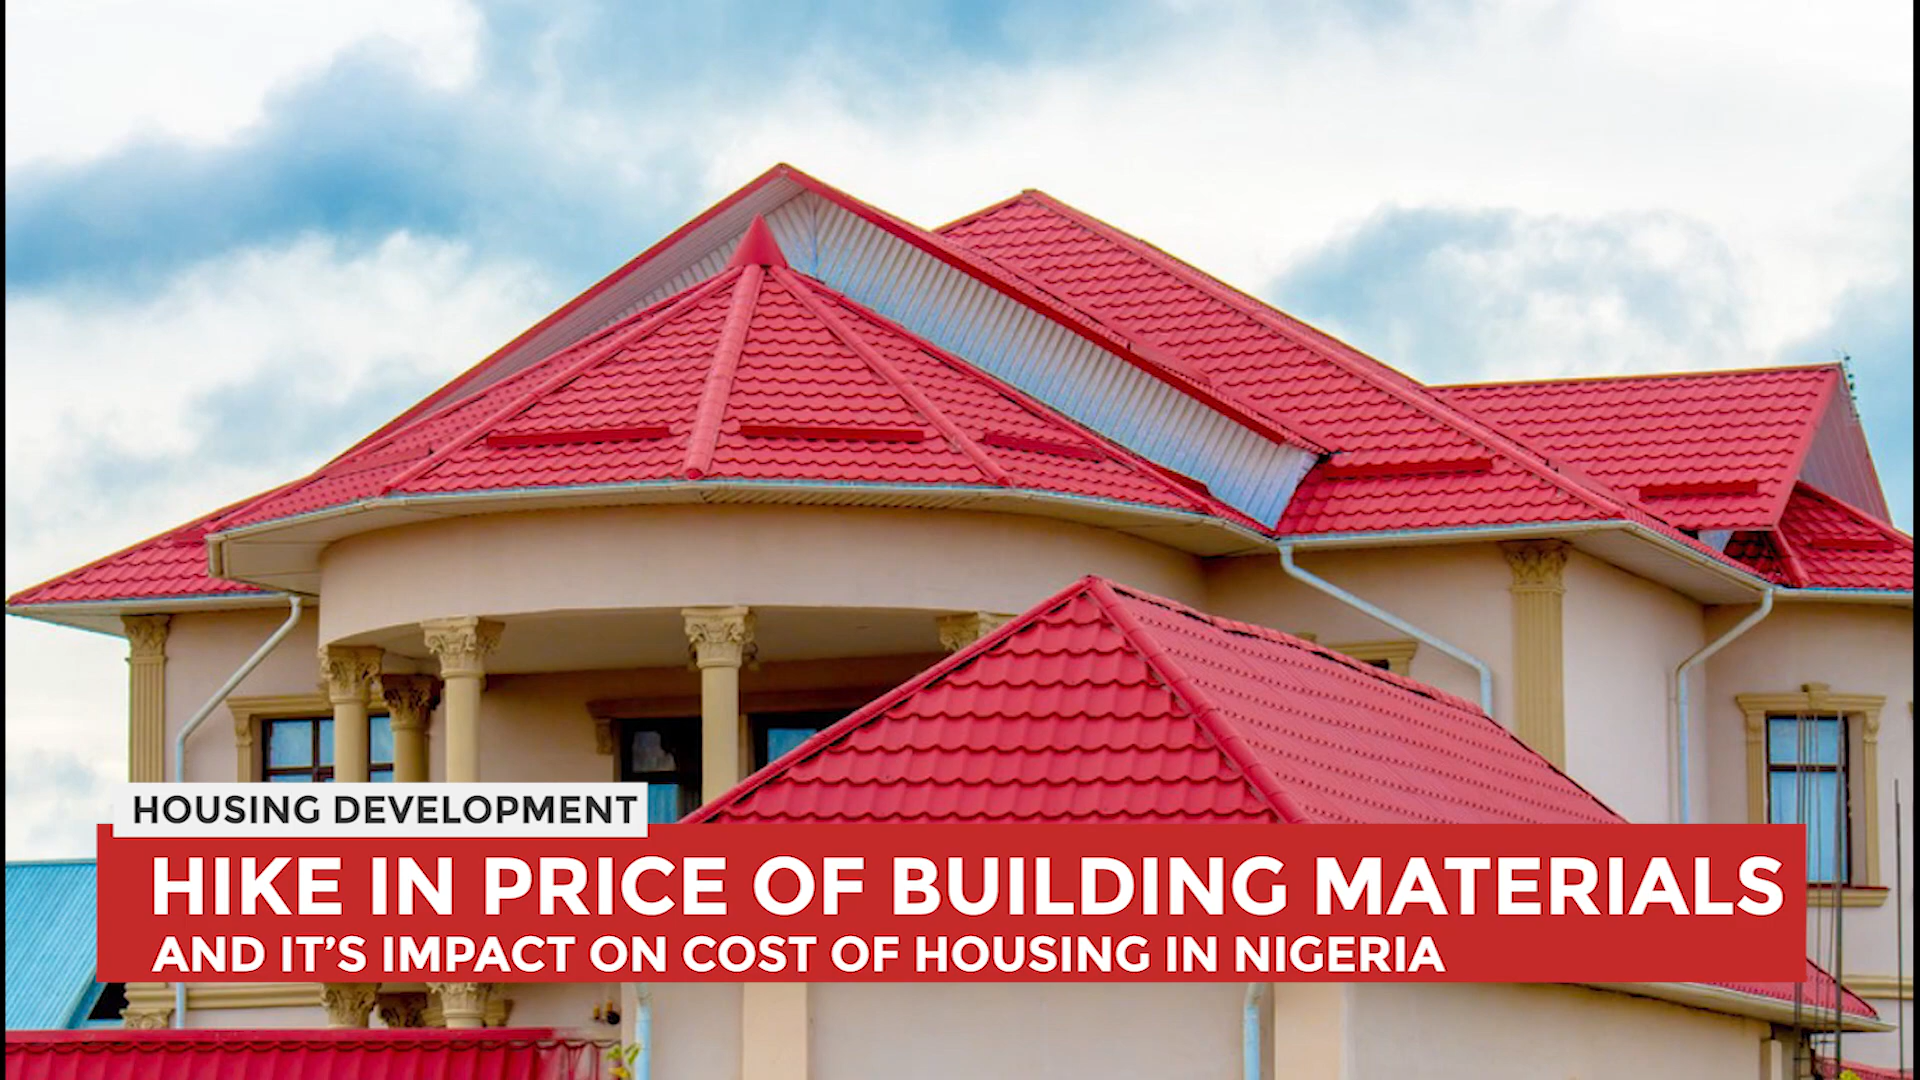 HOUSING DEVELOPMENT
HIKE IN PRICE OF BUILDING MATERIALS
AND IT’S IMPACT ON COST OF HOUSING IN NIGERIA